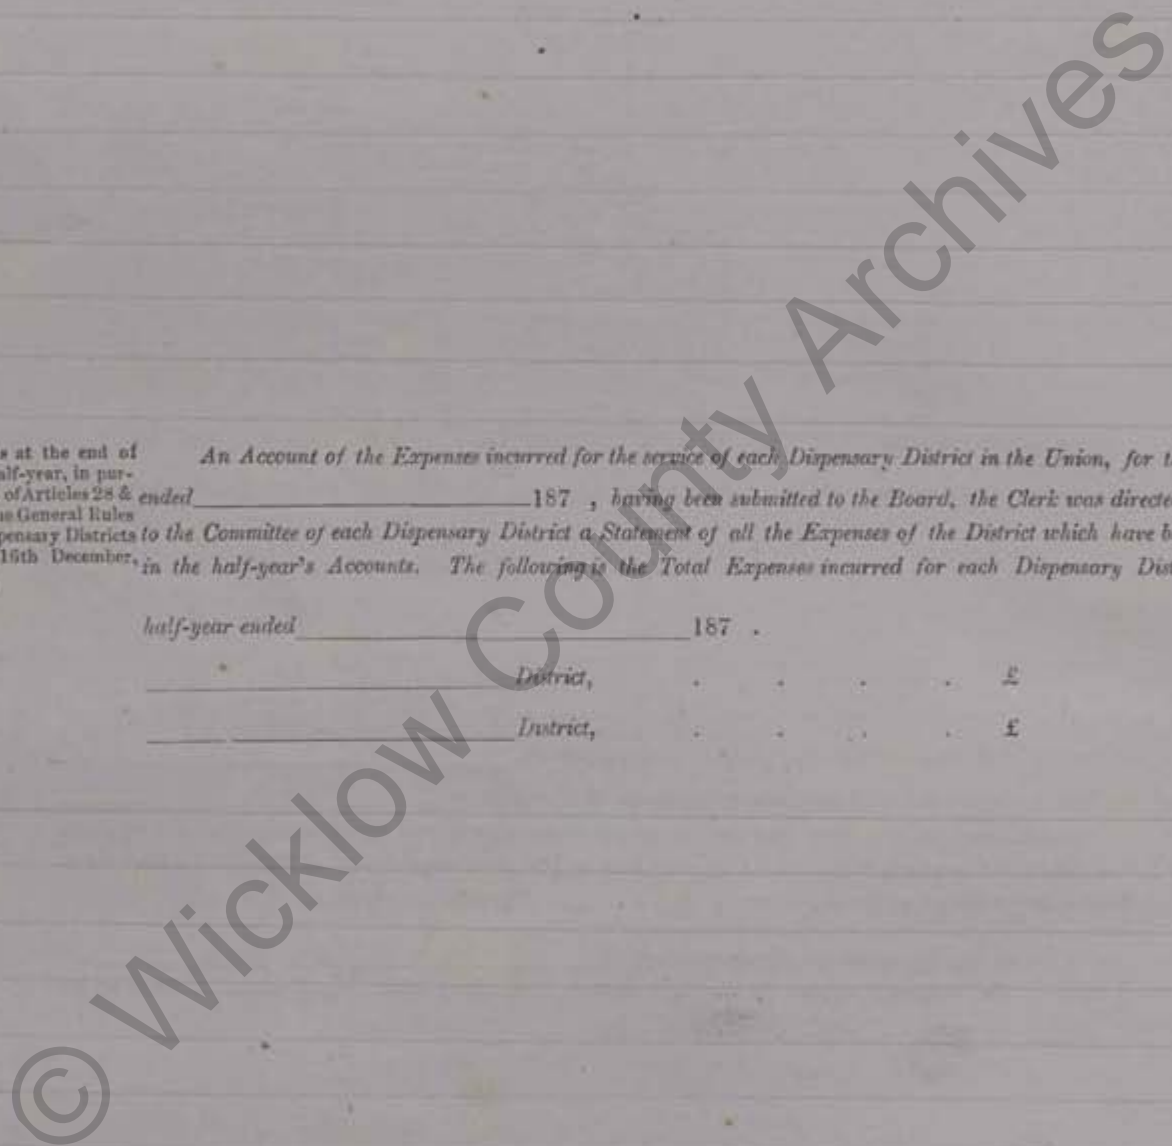 s at the end of
alf-year, in pur-
of Articles 28 &
ne General Rules
pensary Districts
16th December,
An Account of the Expenses incurred for the service of each Dispensary District in the Union, for t
ended 187 , having been submitted to the Board, the Clerk was directe
to the Committee of each Dispensary District a Statement of all the Expenses of the District which have b
in the half-year's Accounts. The following is the Total Expenses incurred for each Dispensary Dis
half-year ended 187 .
District, . . . . £
District, . . . . £
© Wicklow County Archives